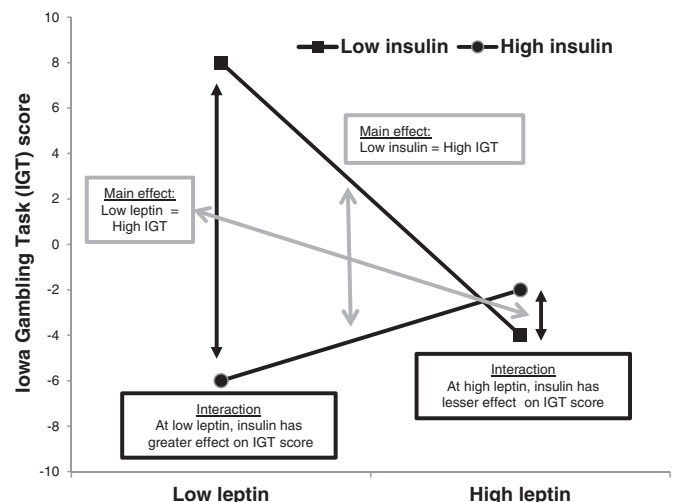 Iowa Gambling Task (IGT) score
10
8
6
4
2
0
-2
-4
-6
-8
-10
Low insulin High insulin
Main effect:
Low insulin = High IGT
Main effect:
Low leptin =
High IGT
Interaction
At high leptin, insulin has
lesser effect on IGT score
Interaction
At low leptin, insulin has
greater effect on IGT score
Low leptin High leptin